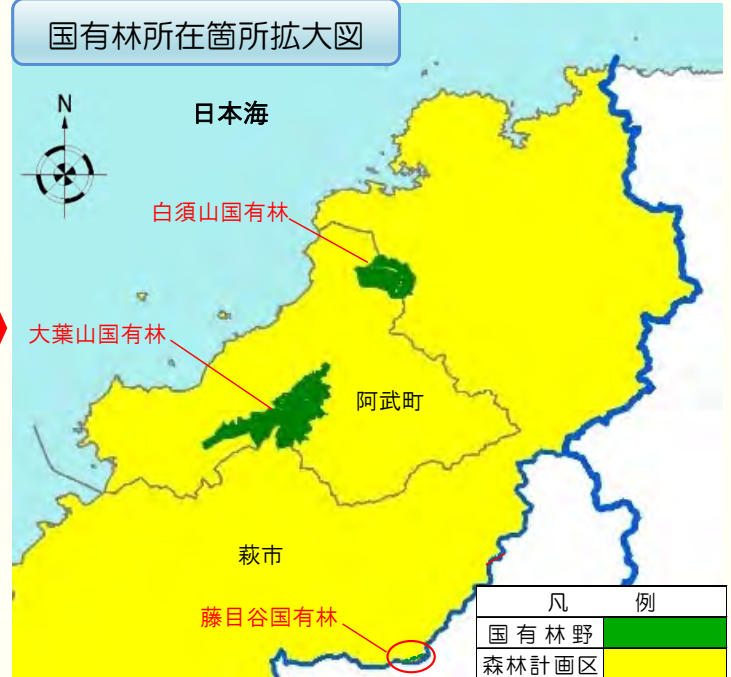 国有林所在箇所拡大図
N
日本海
白須山国有林
大葉山国有林
阿武町
萩市
藤目谷国有林
凡 例
国有林野
森林計画区